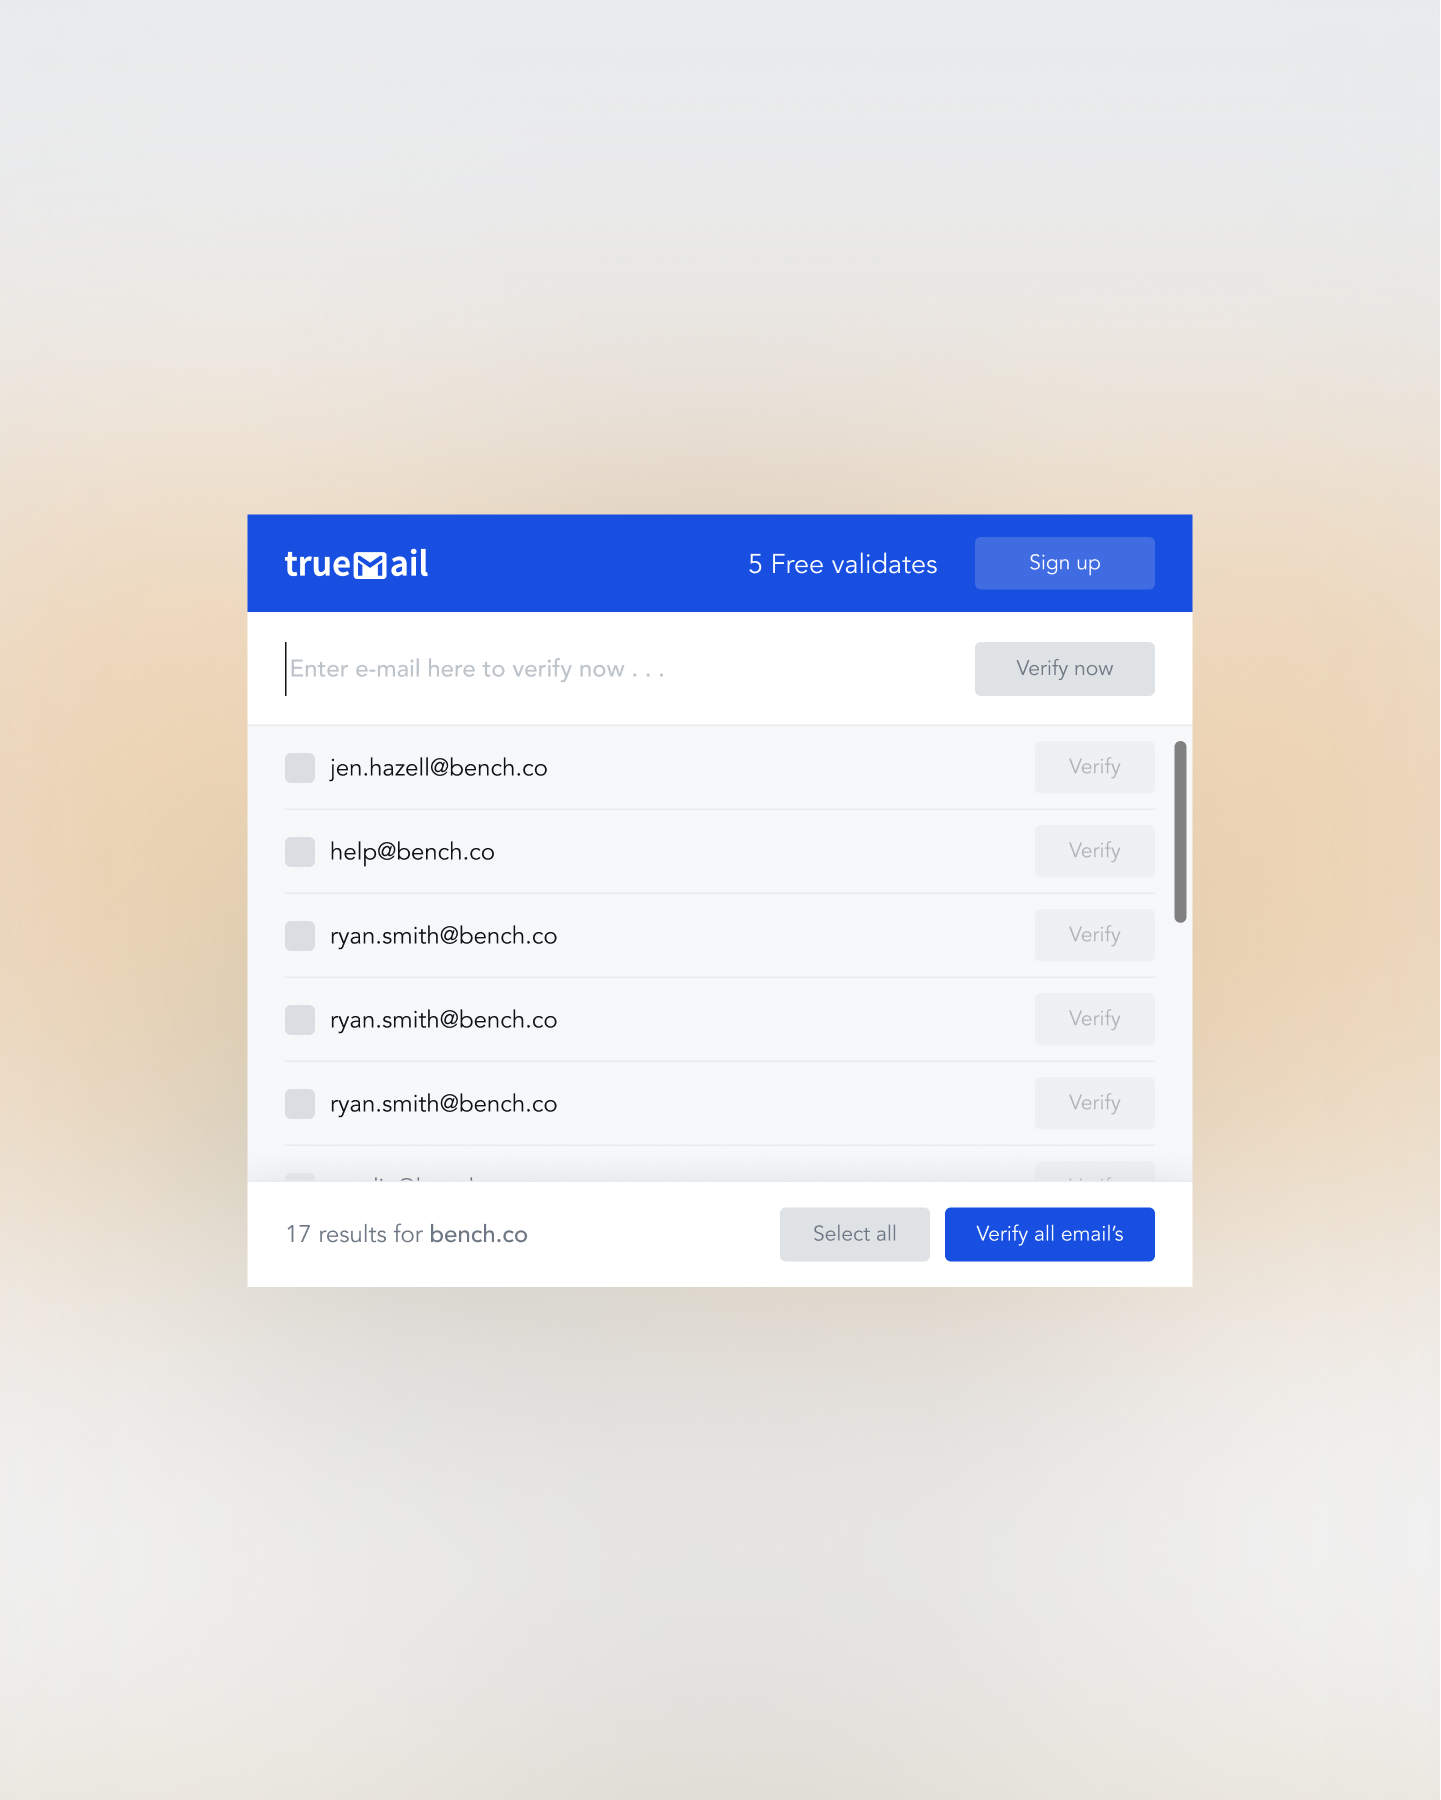 truemail
5 Free validates
Sign up
Enter e-mail here to verify now . . .
Verify now
jen.hazell@bench.co
Verify
help@bench.co
Verify
ryan.smith@bench.co
Verify
ryan.smith@bench.co
Verify
ryan.smith@bench.co
Verify
17 results for bench.co
Select all
Verify all email’s